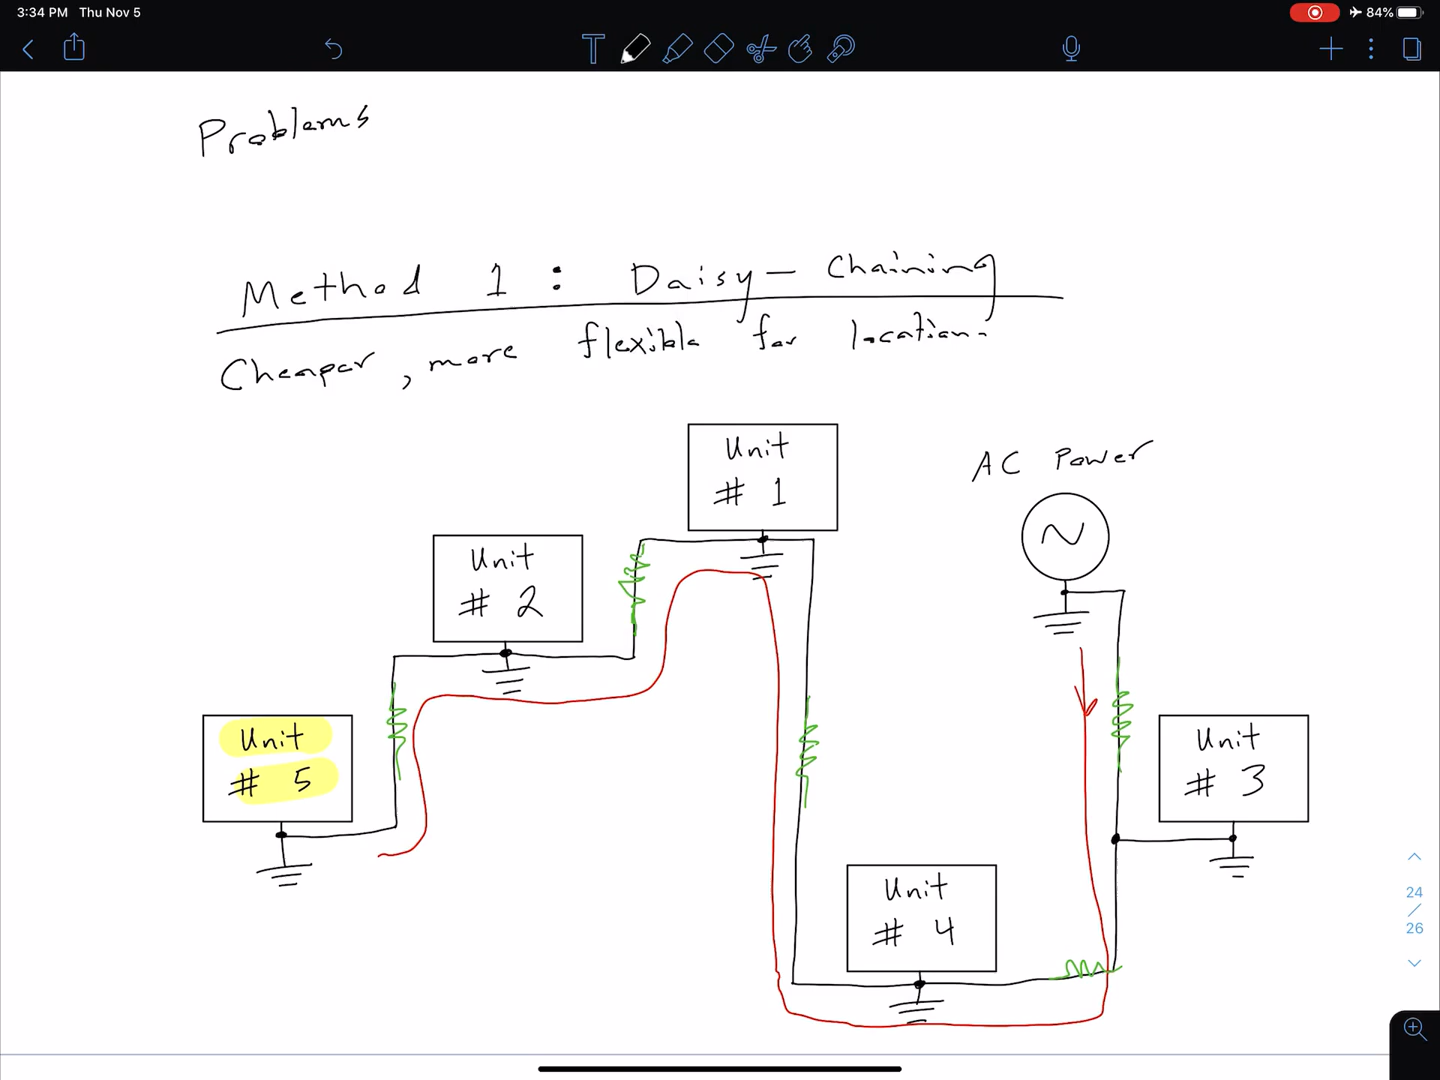 3:34 PM Thu Nov 5
84%
T
Problems
Method 1 : Daisy-Chaining
Cheaper, more flexible for location.
Unit
# 1
AC Power
Unit
# 2
Unit
# 5
Unit
# 3
Unit
# 4
24
/
26